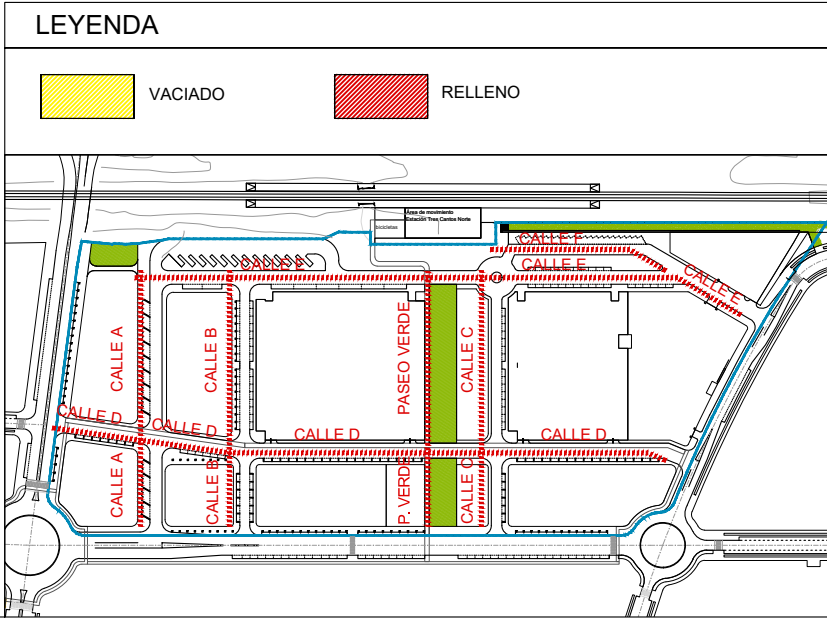 LEYENDA
VACIADO
RELLENO
Área de movimiento
Estación Tres Cantos Norte
bicicletas
CALLE F
CALLE E
CALLE E
CALLE E
CALLE A
CALLE B
PASEO VERDE
CALLE C
CALLE D
CALLE D
CALLE D
CALLE D
CALLE A
CALLE B
P. VERDE
CALLE C